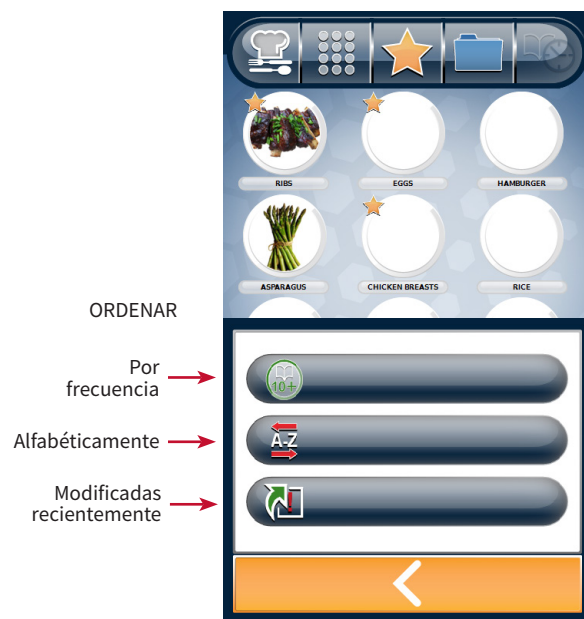 RIBS
EGGS
HAMBURGER
ASPARAGUS
CHICKEN BREASTS
RICE
ORDENAR
Por
frecuencia
10+
Alfabéticamente
A-Z
Modificadas
recientemente
!